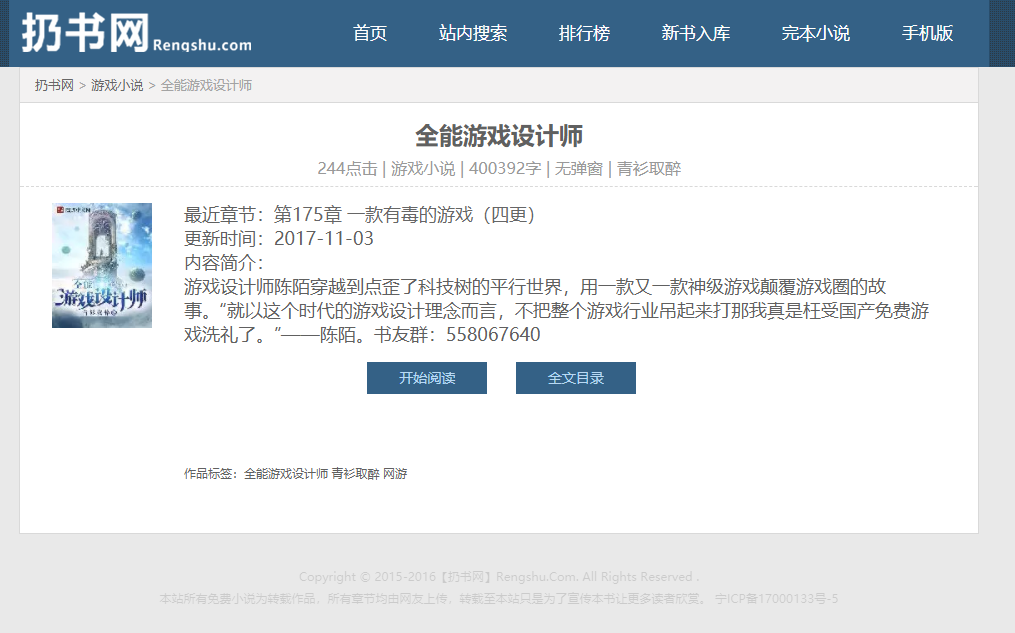 扔书网Rengshu.com
首页 站内搜索 排行榜 新书入库 完本小说 手机版
扔书网 > 游戏小说 > 全能游戏设计师
全能游戏设计师
244点击 | 游戏小说 | 400392字 | 无弹窗 | 青衫取醉
最近章节：第175章 一款有毒的游戏（四更）
更新时间：2017-11-03
内容简介：
游戏设计师陈陌穿越到点歪了科技树的平行世界，用一款又一款神级游戏颠覆游戏圈的故
事。“就以这个时代的游戏设计理念而言，不把整个游戏行业吊起来打那我真是枉受国产免费游
戏洗礼了。”——陈陌。书友群：558067640
全能
游戏设计师
开始阅读 全文目录
作品标签：全能游戏设计师 青衫取醉 网游
Copyright © 2015-2016【扔书网】Rengshu.Com. All Rights Reserved .
本站所有免费小说为转载作品，所有章节均由网友上传，转载至本站只是为了宣传本书让更多读者欣赏。 宁ICP备17000133号-5